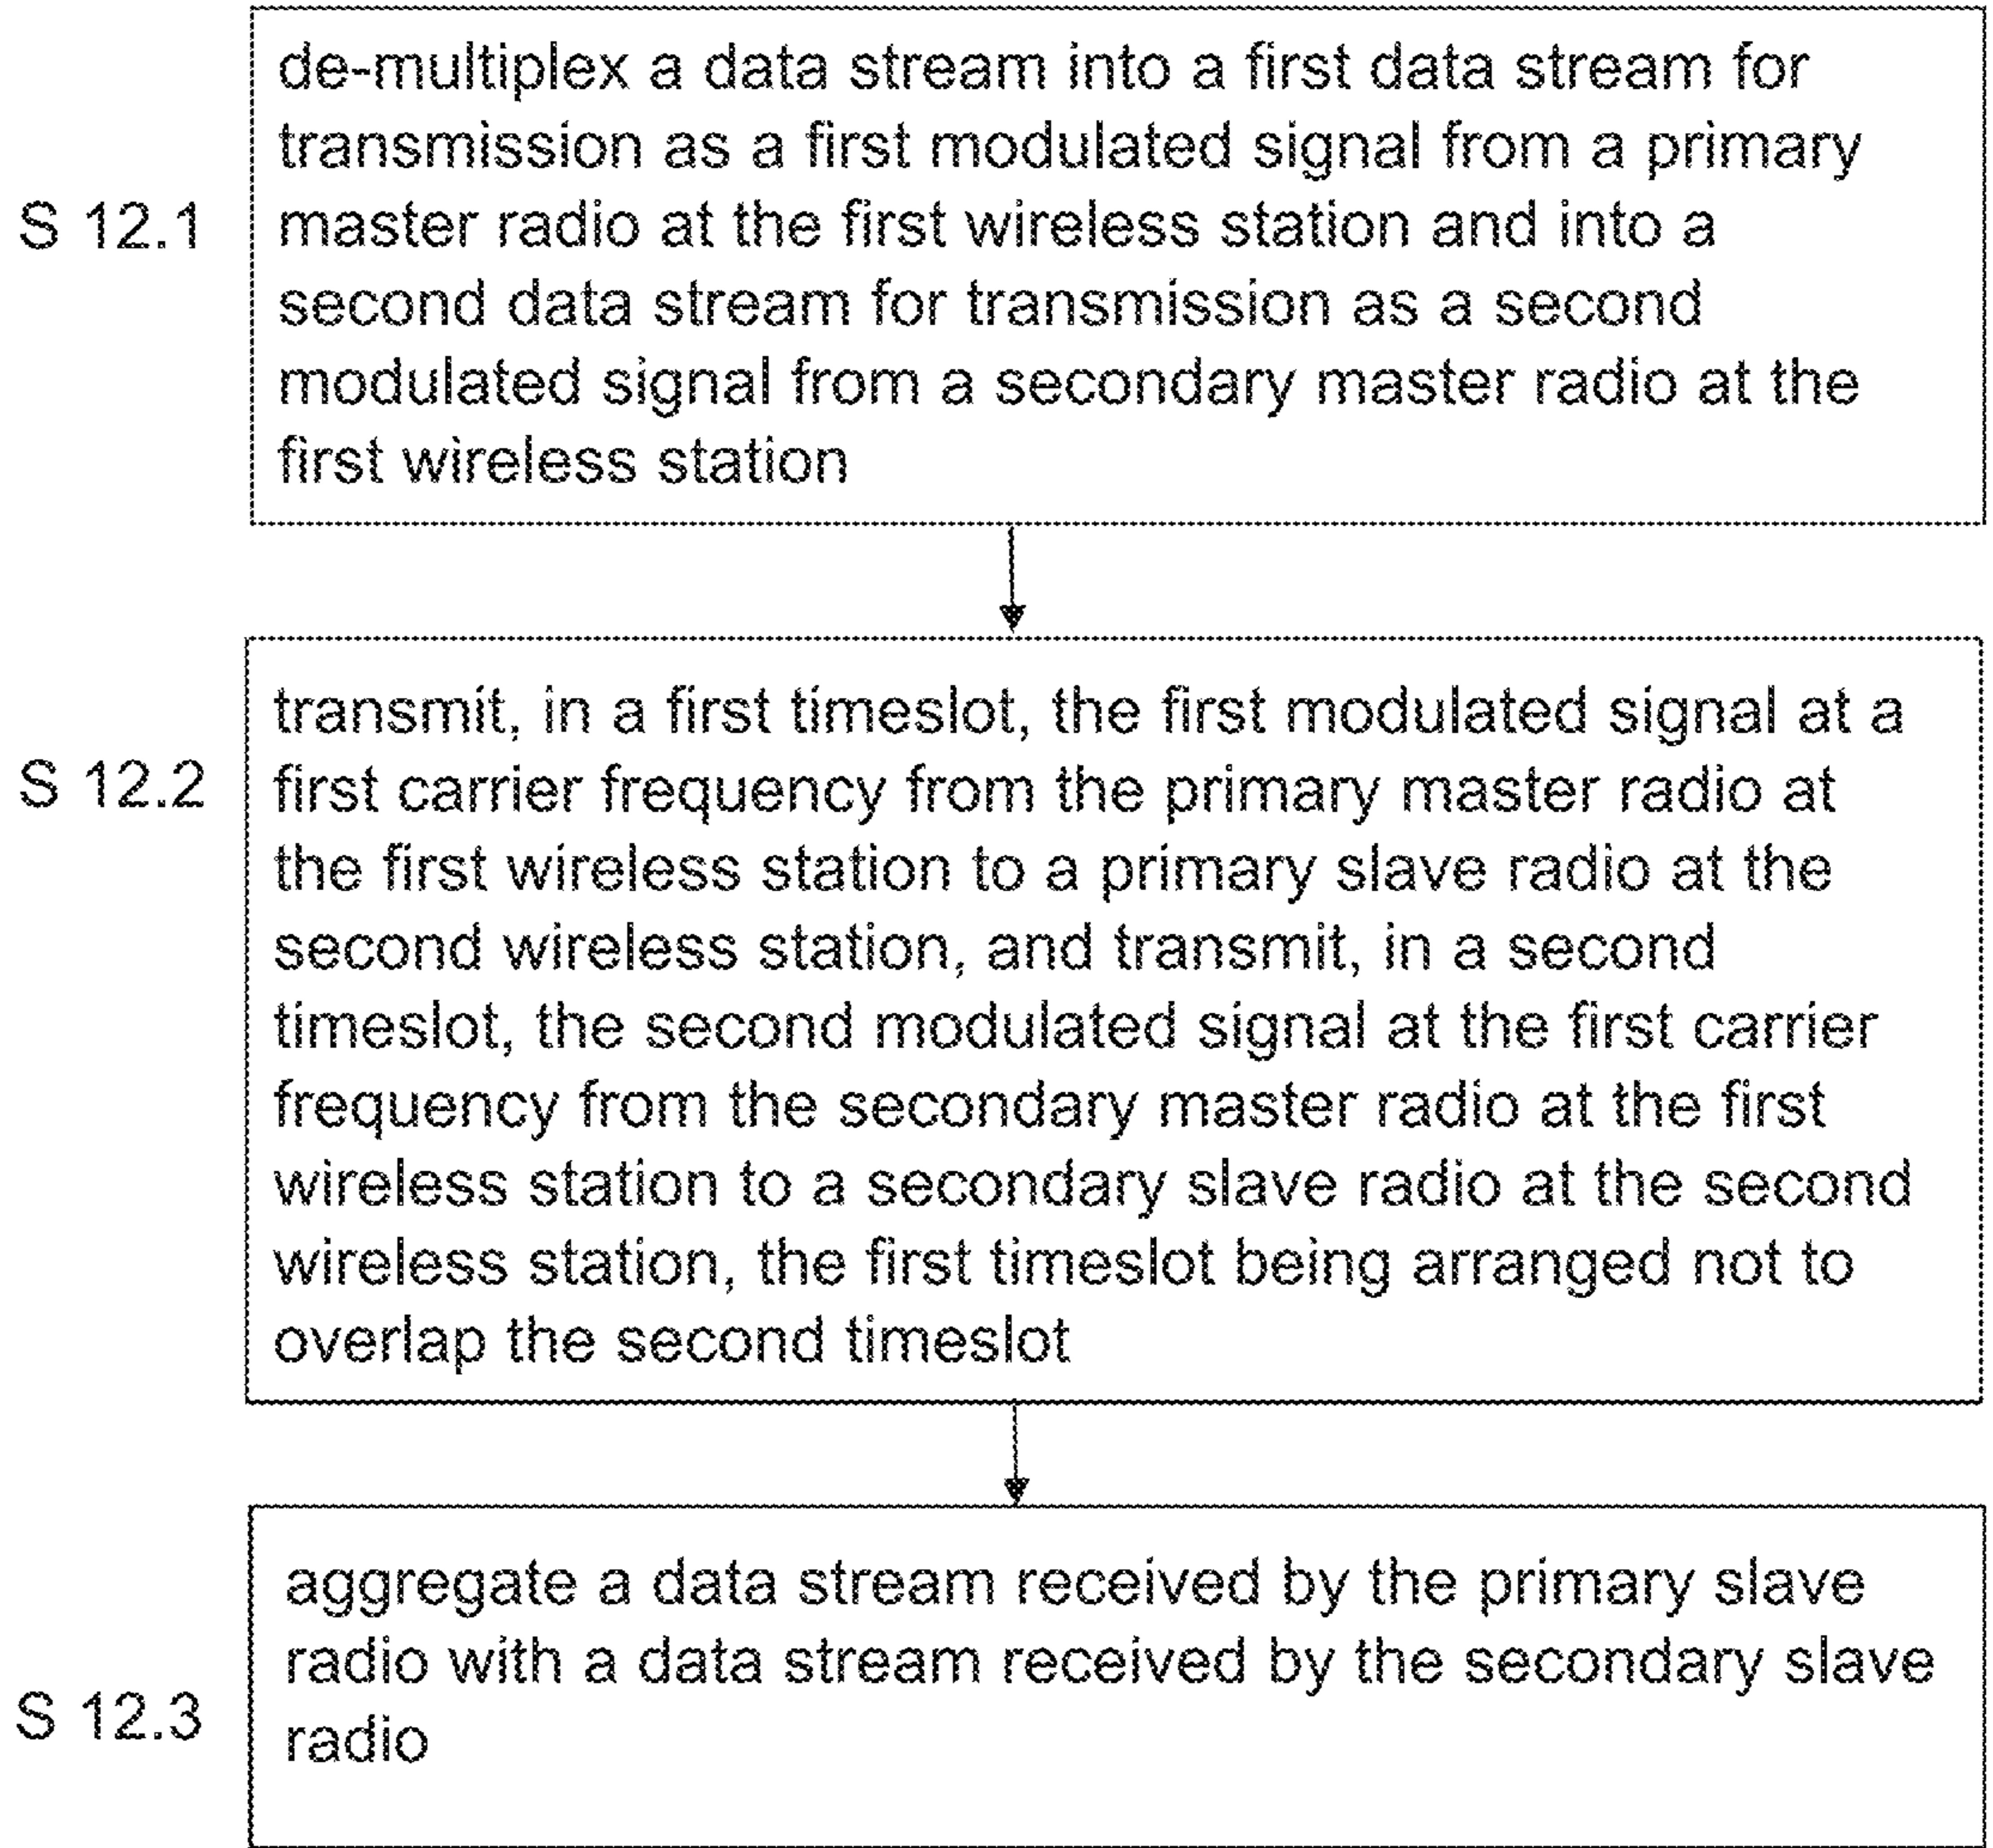 de-multiplex a data stream into a first data stream for
transmission as a first modulated signal from a primary
S 12.1
master radio at the first wireless station and into a
second data stream for transmission as a second
modulated signal from a secondary master radio at the
first wireless station
transmit, in a first timeslot, the first modulated signal at a
S 12.2
first carrier frequency from the primary master radio at
the first wireless station to a primary slave radio at the
second wireless station, and transmit, in a second
timeslot, the second modulated signal at the first carrier
frequency from the secondary master radio at the first
wireless station to a secondary slave radio at the second
wireless station, the first timeslot being arranged not to
overlap the second timeslot
aggregate a data stream received by the primary slave
radio with a data stream received by the secondary slave
S 12.3
radio